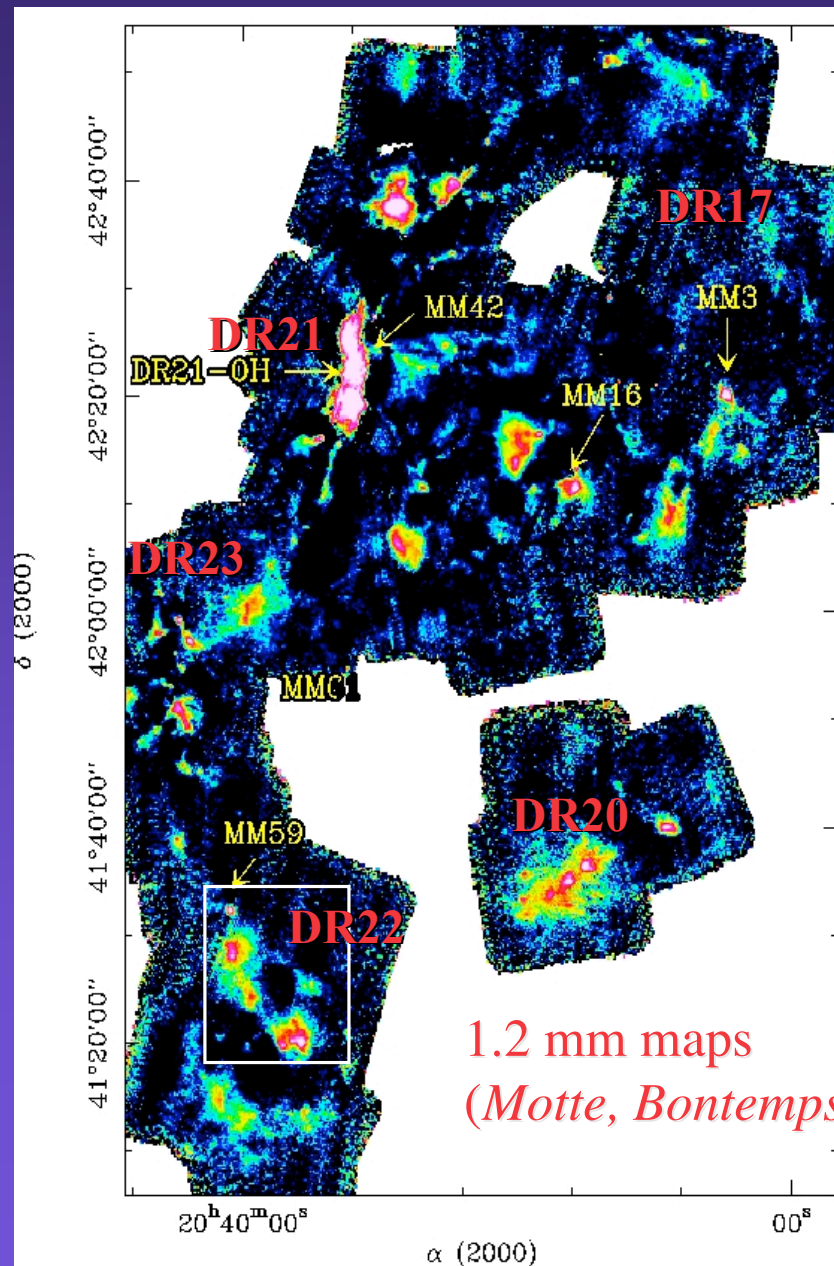 42°40'00"
DR17
MM3
MM42
DR21
DR21-OH
42°20'00"
MM16
DR23
δ (2000)
42°00'00"
41°40'00"
DR20
MM59
DR22
41°20'00"
1.2 mm maps
(Motte, Bontemps
20h40m00s
00s
α (2000)